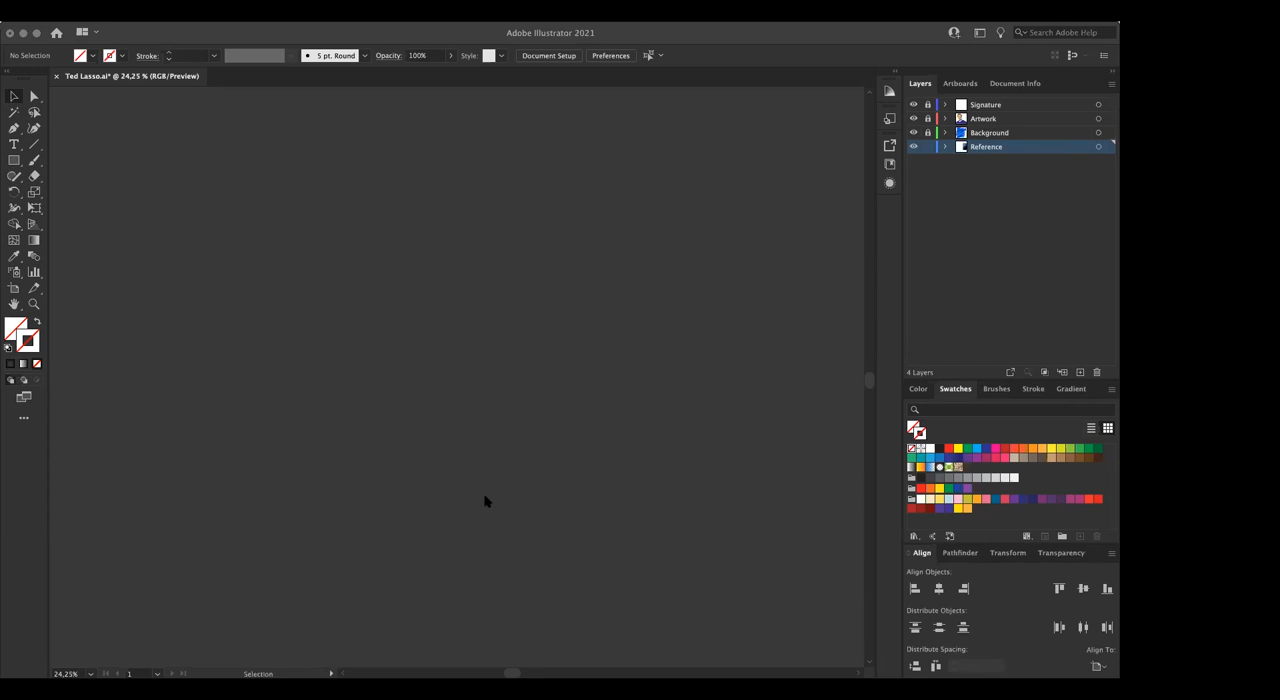 Adobe Illustrator 2021
Search Adobe Help
No Selection
Stroke:
5 pt. Round
Opacity: 100%
Style:
Document Setup
Preferences
Ted Lasso.ai* @ 24,25 % (RGB/Preview)
Layers Artboards Document Info
Signature
Artwork
Background
Reference
4 Layers
Color Swatches Brushes Stroke Gradient
Align Pathfinder Transform Transparency
Align Objects:
Distribute Objects:
Distribute Spacing: Align To:
24,25% 1 Selection